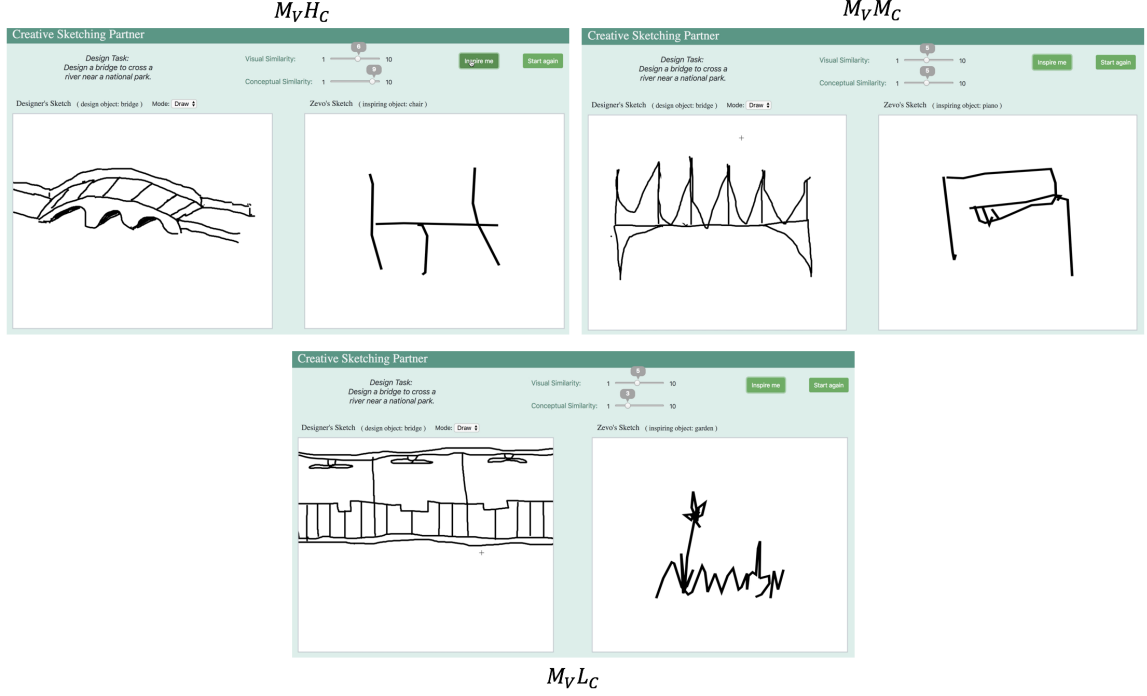 M_V H_C
Creative Sketching Partner
Design Task:
Design a bridge to cross a
river near a national park.
Visual Similarity: 1 6 10
Conceptual Similarity: 1 9 10
Inspire me
Start again
Designer's Sketch ( design object: bridge ) Mode: Draw
Zevo's Sketch ( inspiring object: chair )
M_V M_C
Creative Sketching Partner
Design Task:
Design a bridge to cross a
river near a national park.
Visual Similarity: 1 5 10
Conceptual Similarity: 1 5 10
Inspire me
Start again
Designer's Sketch ( design object: bridge ) Mode: Draw
Zevo's Sketch ( inspiring object: piano )
Creative Sketching Partner
Design Task:
Design a bridge to cross a
river near a national park.
Visual Similarity: 1 5 10
Conceptual Similarity: 1 3 10
Inspire me
Start again
Designer's Sketch ( design object: bridge ) Mode: Draw
Zevo's Sketch ( inspiring object: garden )
M_V L_C